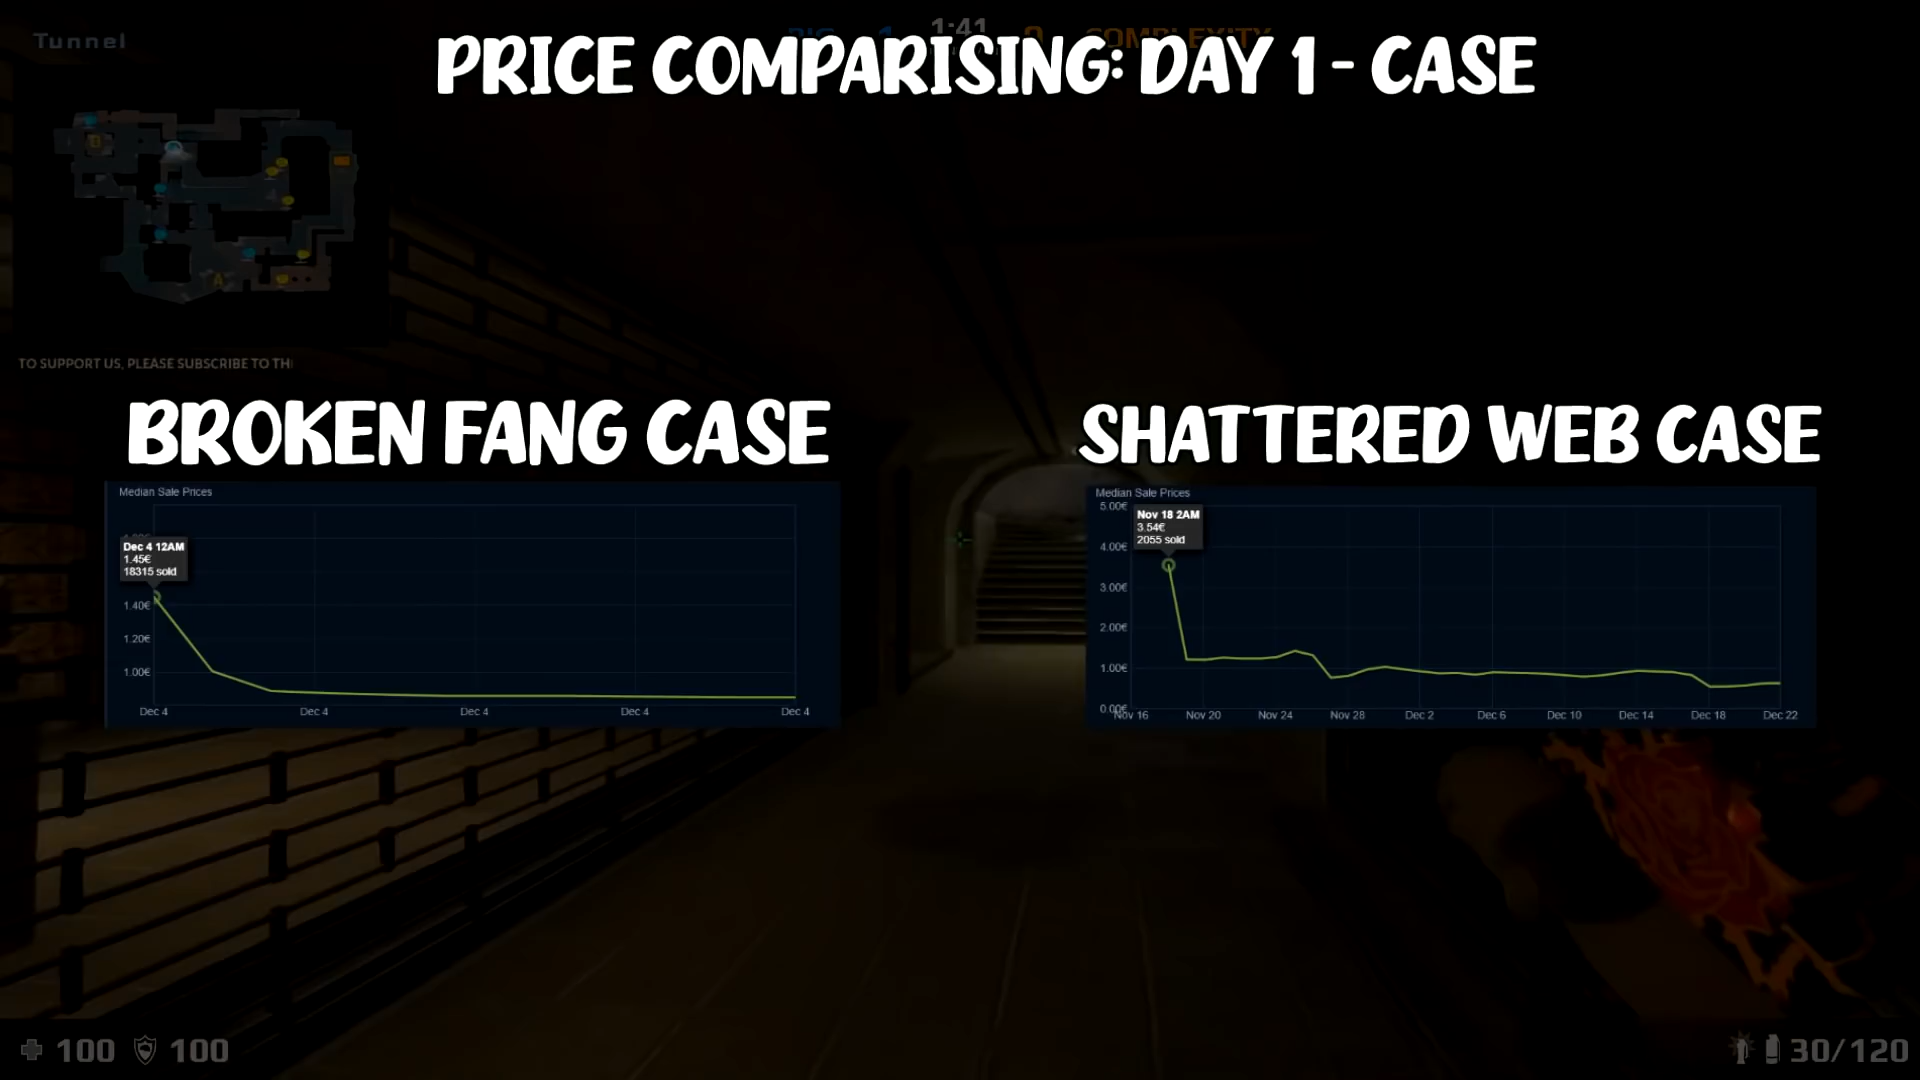 Tunnel
1:41
COMPLEXITY
PRICE COMPARISING: DAY 1 - CASE
TO SUPPORT US, PLEASE SUBSCRIBE TO TH
BROKEN FANG CASE
Median Sale Prices
Dec 4 12AM
1.45€
18315 sold
1.40€
1.20€
1.00€
Dec 4 Dec 4 Dec 4 Dec 4 Dec 4
SHATTERED WEB CASE
Median Sale Prices
5.00€
Nov 18 2AM
3.54€
2055 sold
4.00€
3.00€
2.00€
1.00€
0.00€
Nov 16 Nov 20 Nov 24 Nov 28 Dec 2 Dec 6 Dec 10 Dec 14 Dec 18 Dec 22
100 100
30/120